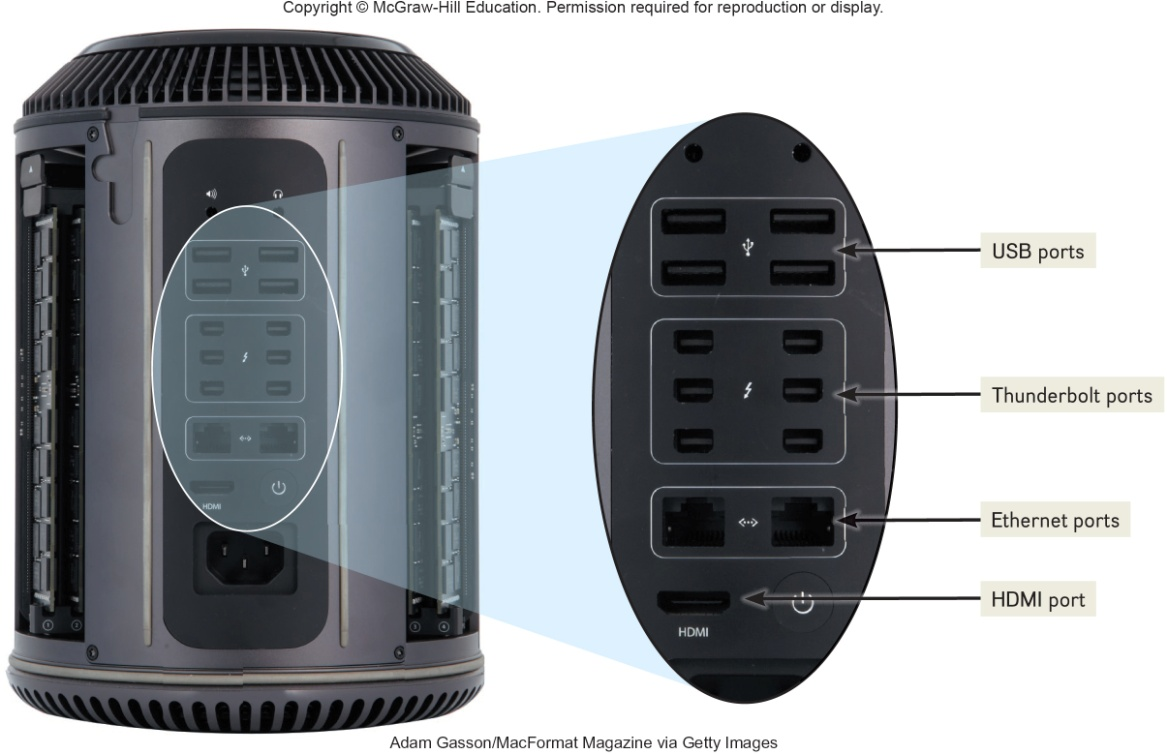 Copyright © McGraw-Hill Education. Permission required for reproduction or display.
USB ports
Thunderbolt ports
Ethernet ports
HDMI port
HDMI
HDMI
Adam Gasson/MacFormat Magazine via Getty Images